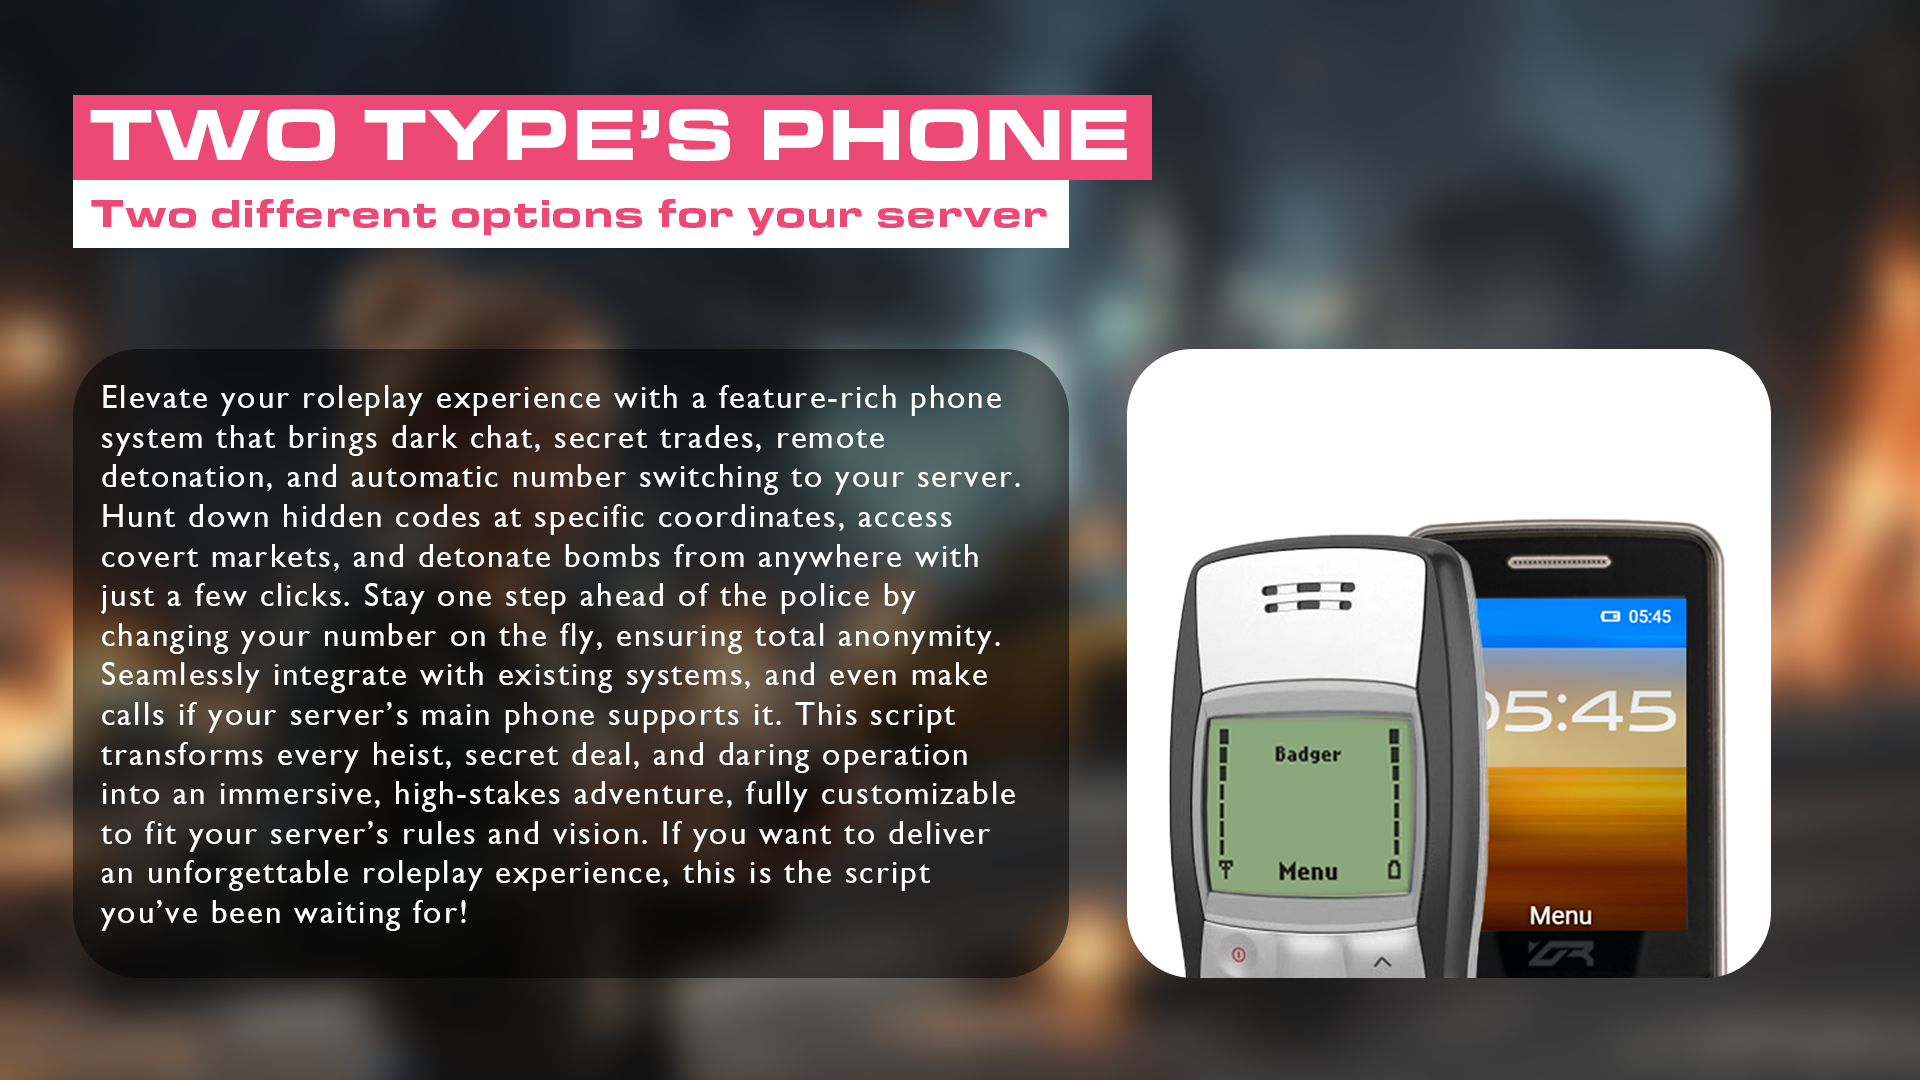 TWO TYPE’S PHONE
Two different options for your server
Elevate your roleplay experience with a feature-rich phone
system that brings dark chat, secret trades, remote
detonation, and automatic number switching to your server.
Hunt down hidden codes at specific coordinates, access
covert markets, and detonate bombs from anywhere with
just a few clicks. Stay one step ahead of the police by
changing your number on the fly, ensuring total anonymity.
Seamlessly integrate with existing systems, and even make
calls if your server’s main phone supports it. This script
transforms every heist, secret deal, and daring operation
into an immersive, high-stakes adventure, fully customizable
to fit your server’s rules and vision. If you want to deliver
an unforgettable roleplay experience, this is the script
you’ve been waiting for!
Badger
Menu
05:45
05:45
Menu